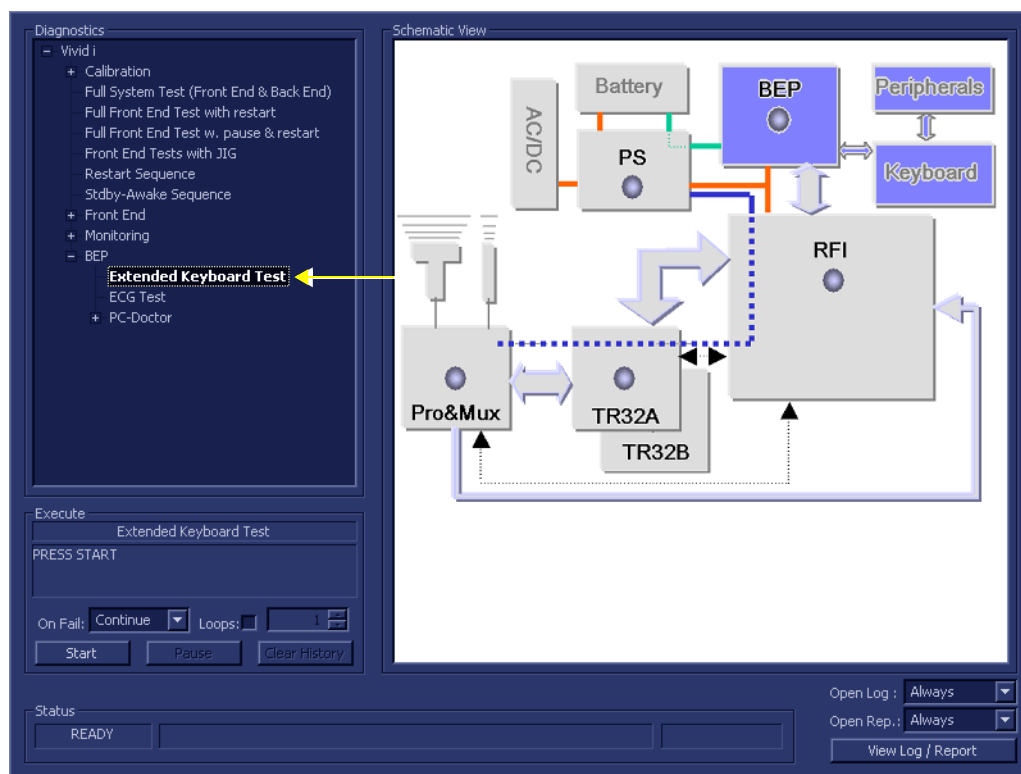 Diagnostics
Vivid i
Calibration
Full System Test (Front End & Back End)
Full Front End Test with restart
Full Front End Test w. pause & restart
Front End Tests with JIG
Restart Sequence
Stdby-Awake Sequence
Front End
Monitoring
BEP
Extended Keyboard Test
ECG Test
PC-Doctor
Execute
Extended Keyboard Test
PRESS START
On Fail: Continue Loops: 1
Start Pause Clear History
Schematic View
Battery
AC/DC
PS
BEP
Peripherals
Keyboard
RFI
Pro&Mux
TR32A
TR32B
Status
READY
Open Log : Always
Open Rep.: Always
View Log / Report